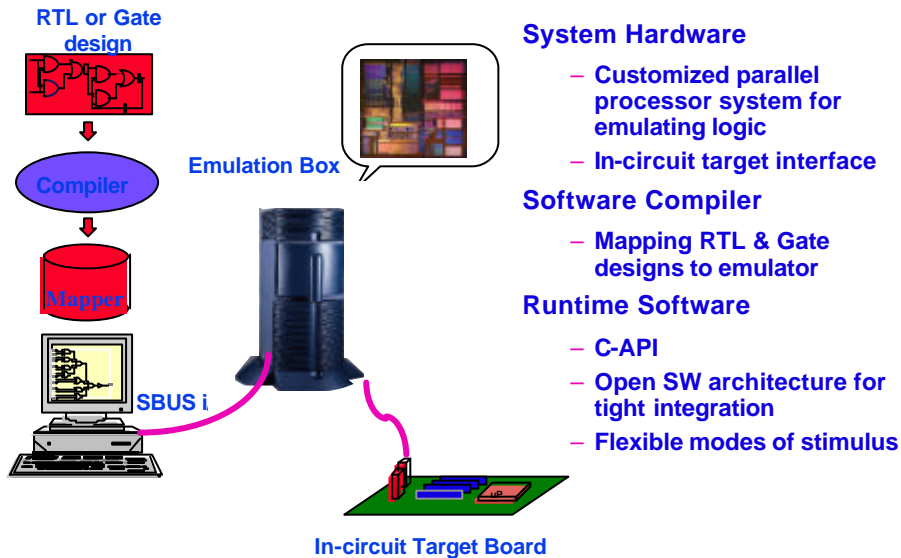 RTL or Gate
design
Compiler
Mapper
SBUS i
Emulation Box
In-circuit Target Board
uP
System Hardware
– Customized parallel
processor system for
emulating logic
– In-circuit target interface
Software Compiler
– Mapping RTL & Gate
designs to emulator
Runtime Software
– C-API
– Open SW architecture for
tight integration
– Flexible modes of stimulus